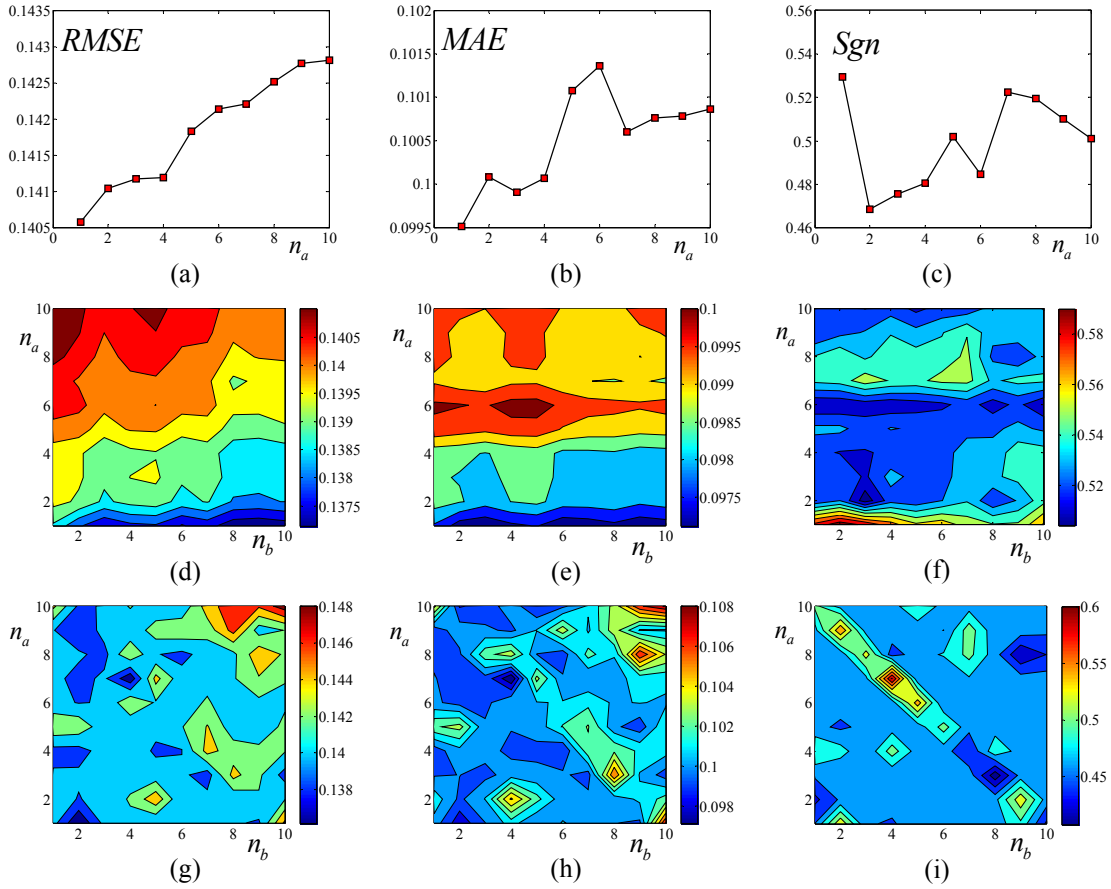 RMSE
0.1435
0.143
0.1425
0.142
0.1415
0.141
0.1405
0 2 4 6 8 10
n_a
(a)
MAE
0.102
0.1015
0.101
0.1005
0.1
0.0995
0 2 4 6 8 10
n_a
(b)
Sgn
0.56
0.54
0.52
0.5
0.48
0.46
0 2 4 6 8 10
n_a
(c)
n_a
10
8
6
4
2
2 4 6 8 10
n_b
0.1405
0.14
0.1395
0.139
0.1385
0.138
0.1375
(d)
n_a
10
8
6
4
2
2 4 6 8 10
n_b
0.1
0.0995
0.099
0.0985
0.098
0.0975
(e)
n_a
10
8
6
4
2
2 4 6 8 10
n_b
0.58
0.56
0.54
0.52
(f)
n_a
10
8
6
4
2
2 4 6 8 10
n_b
0.148
0.146
0.144
0.142
0.14
0.138
(g)
n_a
10
8
6
4
2
2 4 6 8 10
n_b
0.108
0.106
0.104
0.102
0.1
0.098
(h)
n_a
10
8
6
4
2
2 4 6 8 10
n_b
0.6
0.55
0.5
0.45
(i)